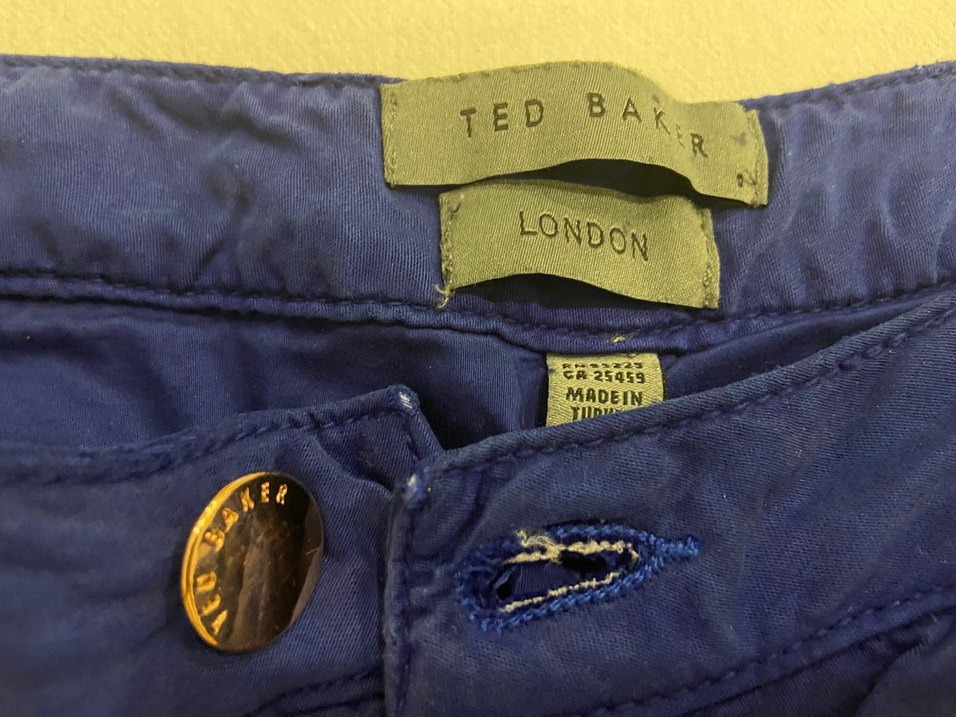 TED BAKER
LONDON
CA 25459
MADE IN
TED BAKER